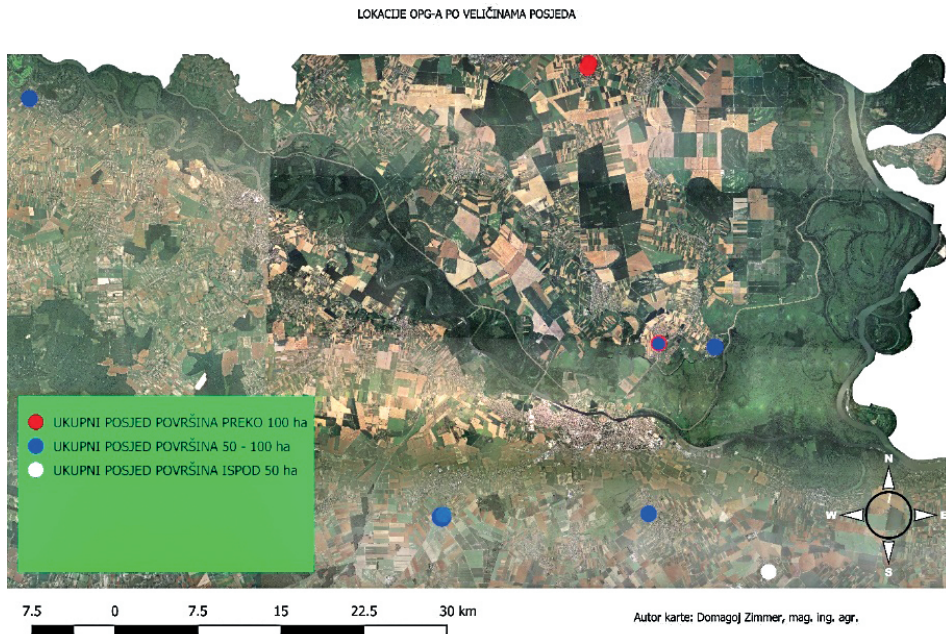 LOKACIJE OPG-A PO VELIČINAMA POSJEDA
UKUPNI POSJED POVRŠINA PREKO 100 ha
UKUPNI POSJED POVRŠINA 50 - 100 ha
UKUPNI POSJED POVRŠINA ISPOD 50 ha
N
W E
S
7.5 0 7.5 15 22.5 30 km
Autor karte: Domagoj Zimmer, mag. ing. agr.